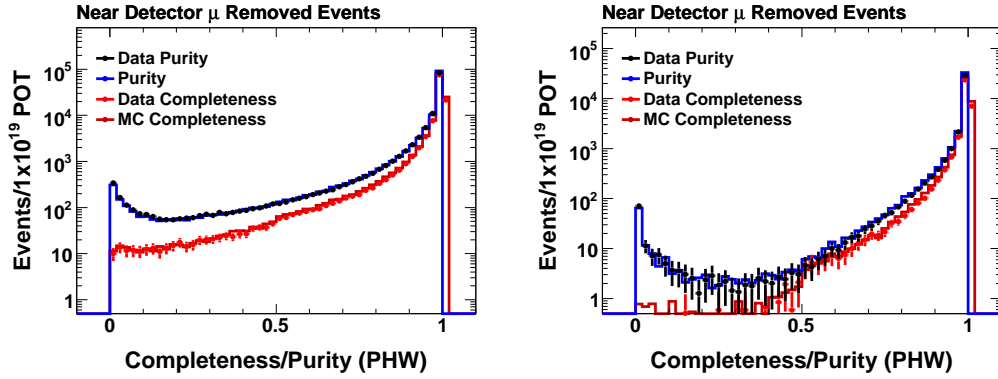 Near Detector μ Removed Events
Events/1x10^19 POT
10^5
10^4
10^3
10^2
10
1
Data Purity
Purity
Data Completeness
MC Completeness
0 0.5 1
Completeness/Purity (PHW)
Near Detector μ Removed Events
Events/1x10^19 POT
10^5
10^4
10^3
10^2
10
1
Data Purity
Purity
Data Completeness
MC Completeness
0 0.5 1
Completeness/Purity (PHW)